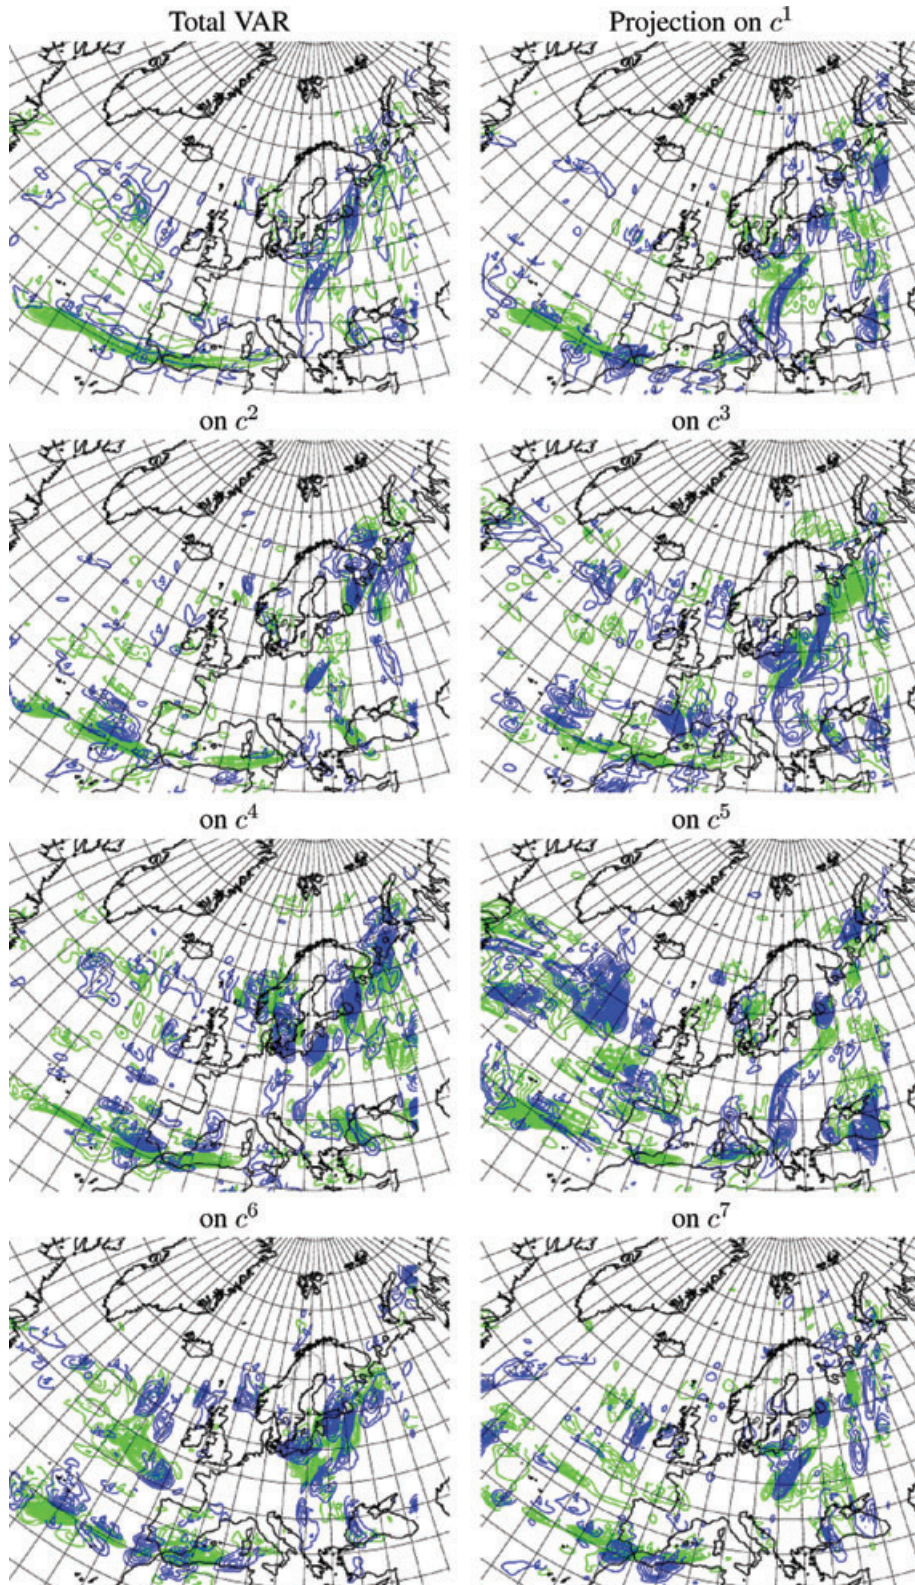 Total VAR
Projection on c¹
on c²
on c³
on c⁴
on c⁵
on c⁶
on c⁷